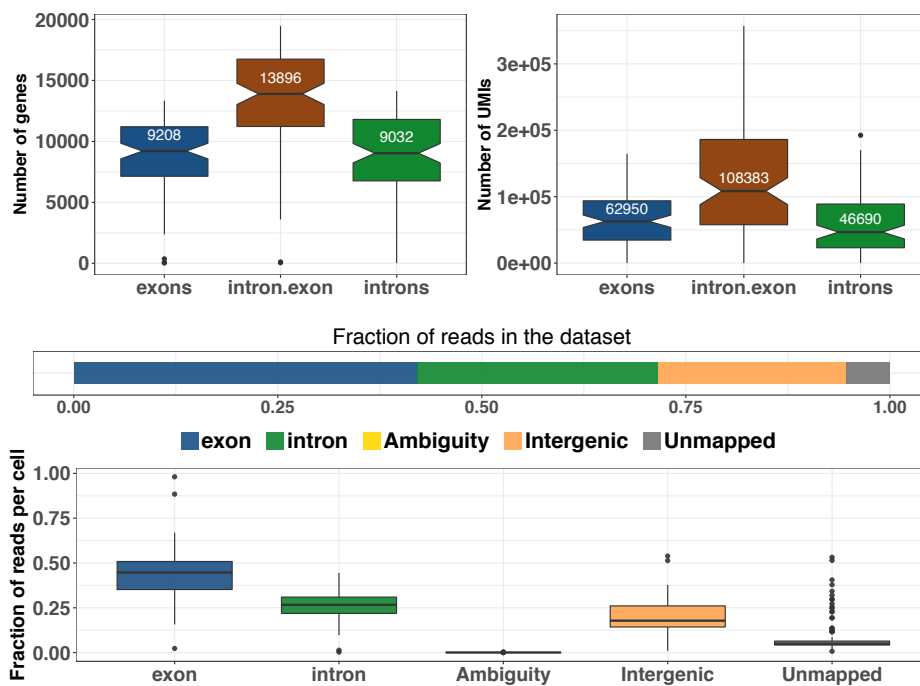 Number of genes
20000
15000
10000
5000
0
9208
13896
9032
exons
intron.exon
introns
Number of UMIs
3e+05
2e+05
1e+05
0e+00
62950
108383
46690
exons
intron.exon
introns
Fraction of reads in the dataset
0.00
0.25
0.50
0.75
1.00
exon
intron
Ambiguity
Intergenic
Unmapped
Fraction of reads per cell
1.00
0.75
0.50
0.25
0.00
exon
intron
Ambiguity
Intergenic
Unmapped